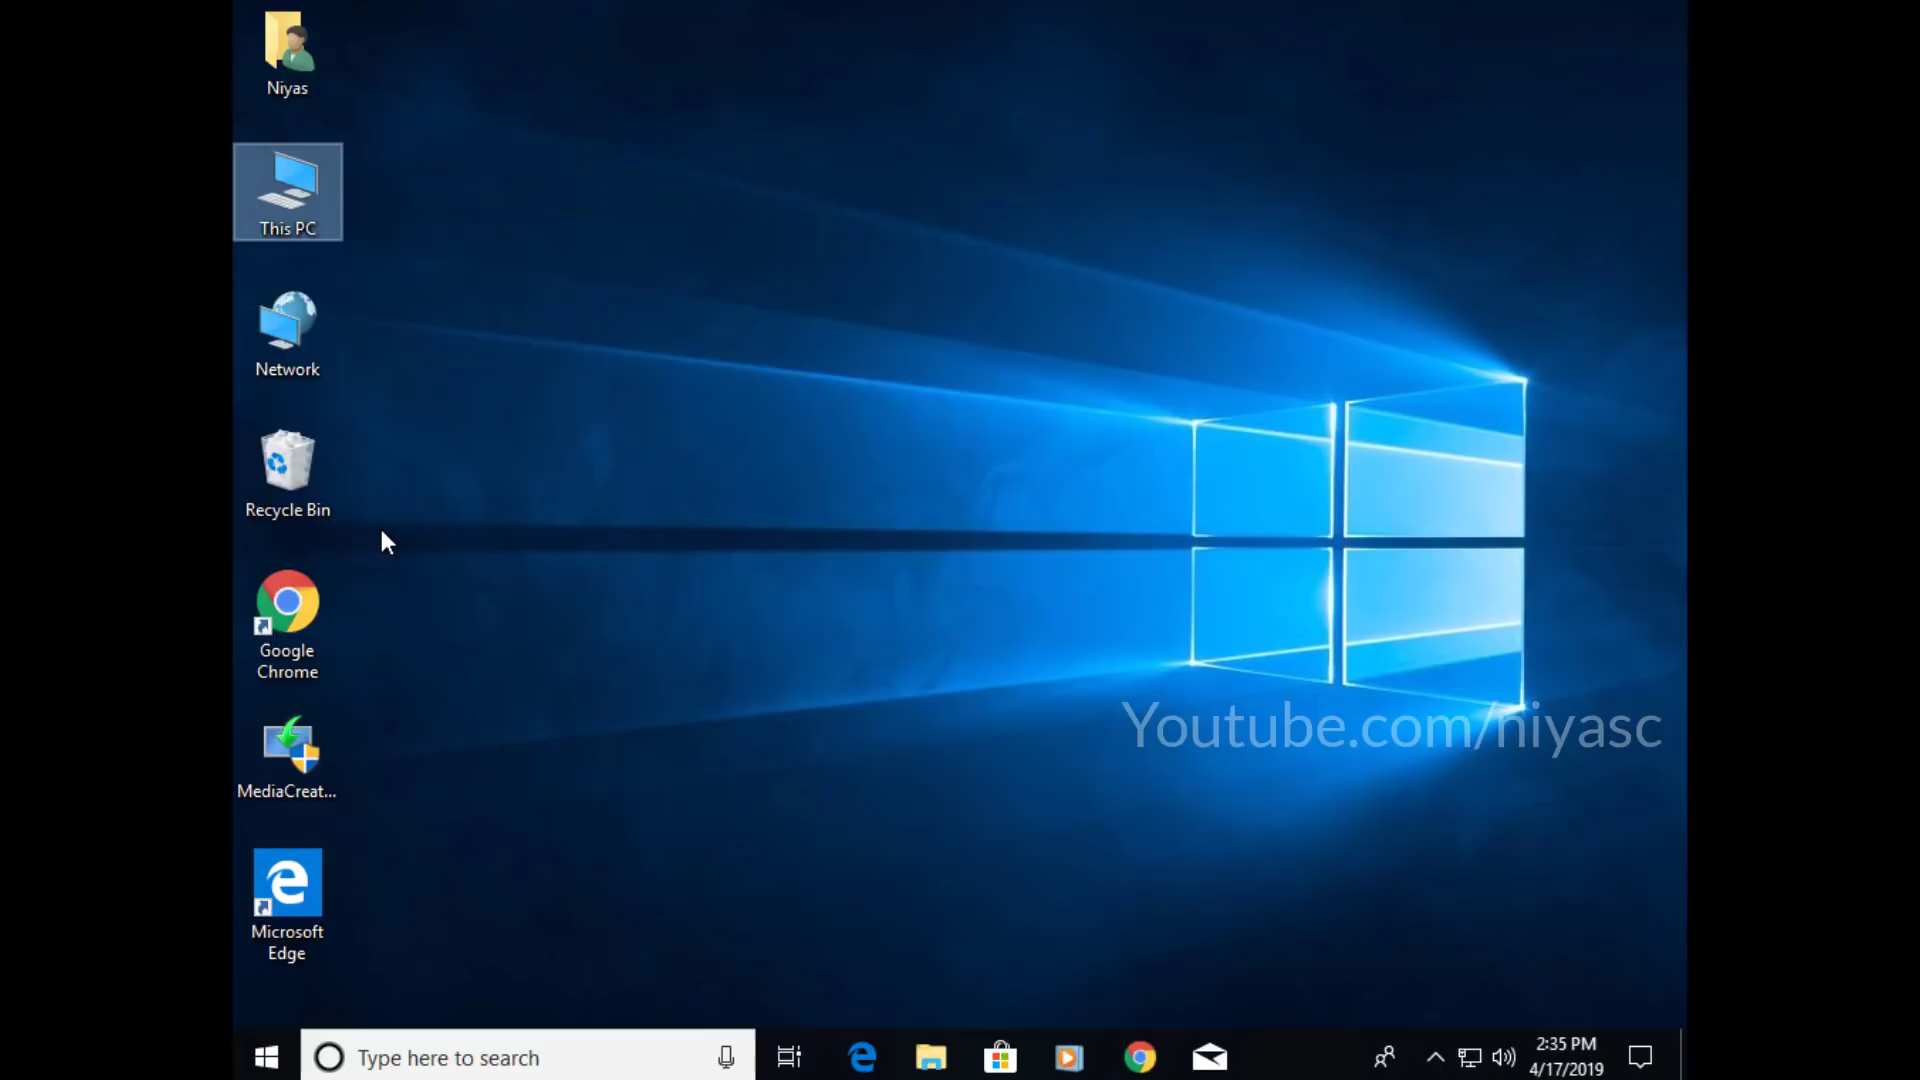 Niyas
This PC
Network
Recycle Bin
Google
Chrome
MediaCreat...
Microsoft
Edge
Youtube.com/niyasc
Type here to search
2:35 PM
4/17/2019